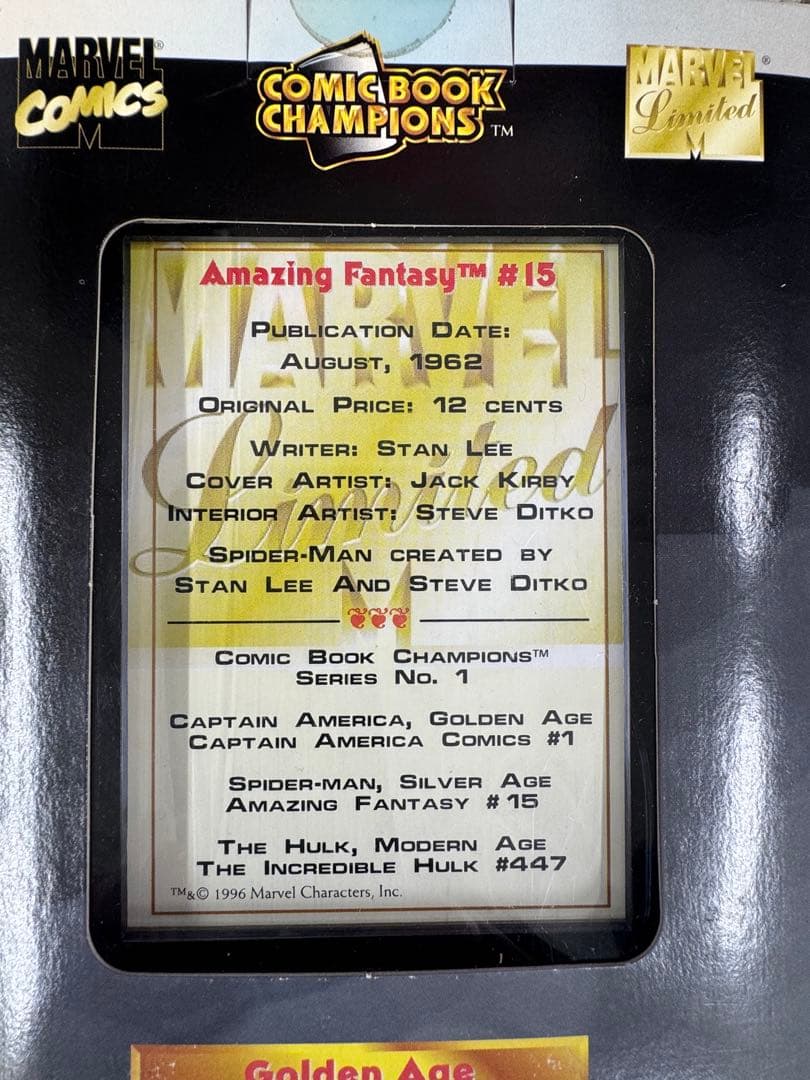 MARVEL®
COMICS
M
COMIC BOOK
CHAMPIONS™
MARVEL®
Limited
M
MARVEL
Limited
M
Amazing Fantasy™ #15
PUBLICATION DATE:
AUGUST, 1962
ORIGINAL PRICE: 12 CENTS
WRITER: STAN LEE
COVER ARTIST: JACK KIRBY
INTERIOR ARTIST: STEVE DITKO
SPIDER-MAN CREATED BY
STAN LEE AND STEVE DITKO
COMIC BOOK CHAMPIONS™
SERIES NO. 1
CAPTAIN AMERICA, GOLDEN AGE
CAPTAIN AMERICA COMICS #1
SPIDER-MAN, SILVER AGE
AMAZING FANTASY #15
THE HULK, MODERN AGE
THE INCREDIBLE HULK #447
™&© 1996 Marvel Characters, Inc.
Golden Age